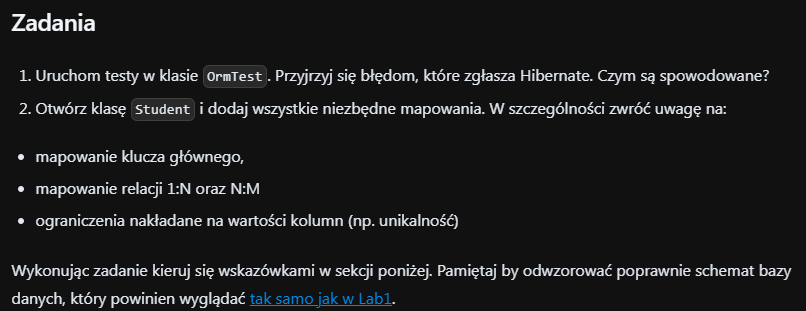 Zadania
1. Uruchom testy w klasie OrmTest. Przyjrzyj się błędom, które zgłasza Hibernate. Czym są spowodowane?
2. Otwórz klasę Student i dodaj wszystkie niezbędne mapowania. W szczególności zwróć uwagę na:
• mapowanie klucza głównego,
• mapowanie relacji 1:N oraz N:M
• ograniczenia nakładane na wartości kolumn (np. unikalność)
Wykonując zadanie kieruj się wskazówkami w sekcji poniżej. Pamiętaj by odwzorować poprawnie schemat bazy
danych, który powinien wyglądać tak samo jak w Lab1.